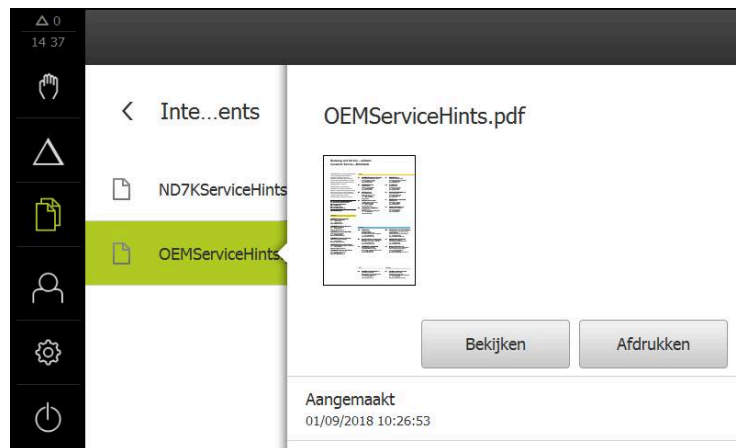 △ 0
14 37
Inte...ents
ND7KServiceHints
OEMServiceHints
OEMServiceHints.pdf
Bekijken
Afdrukken
Aangemaakt
01/09/2018 10:26:53